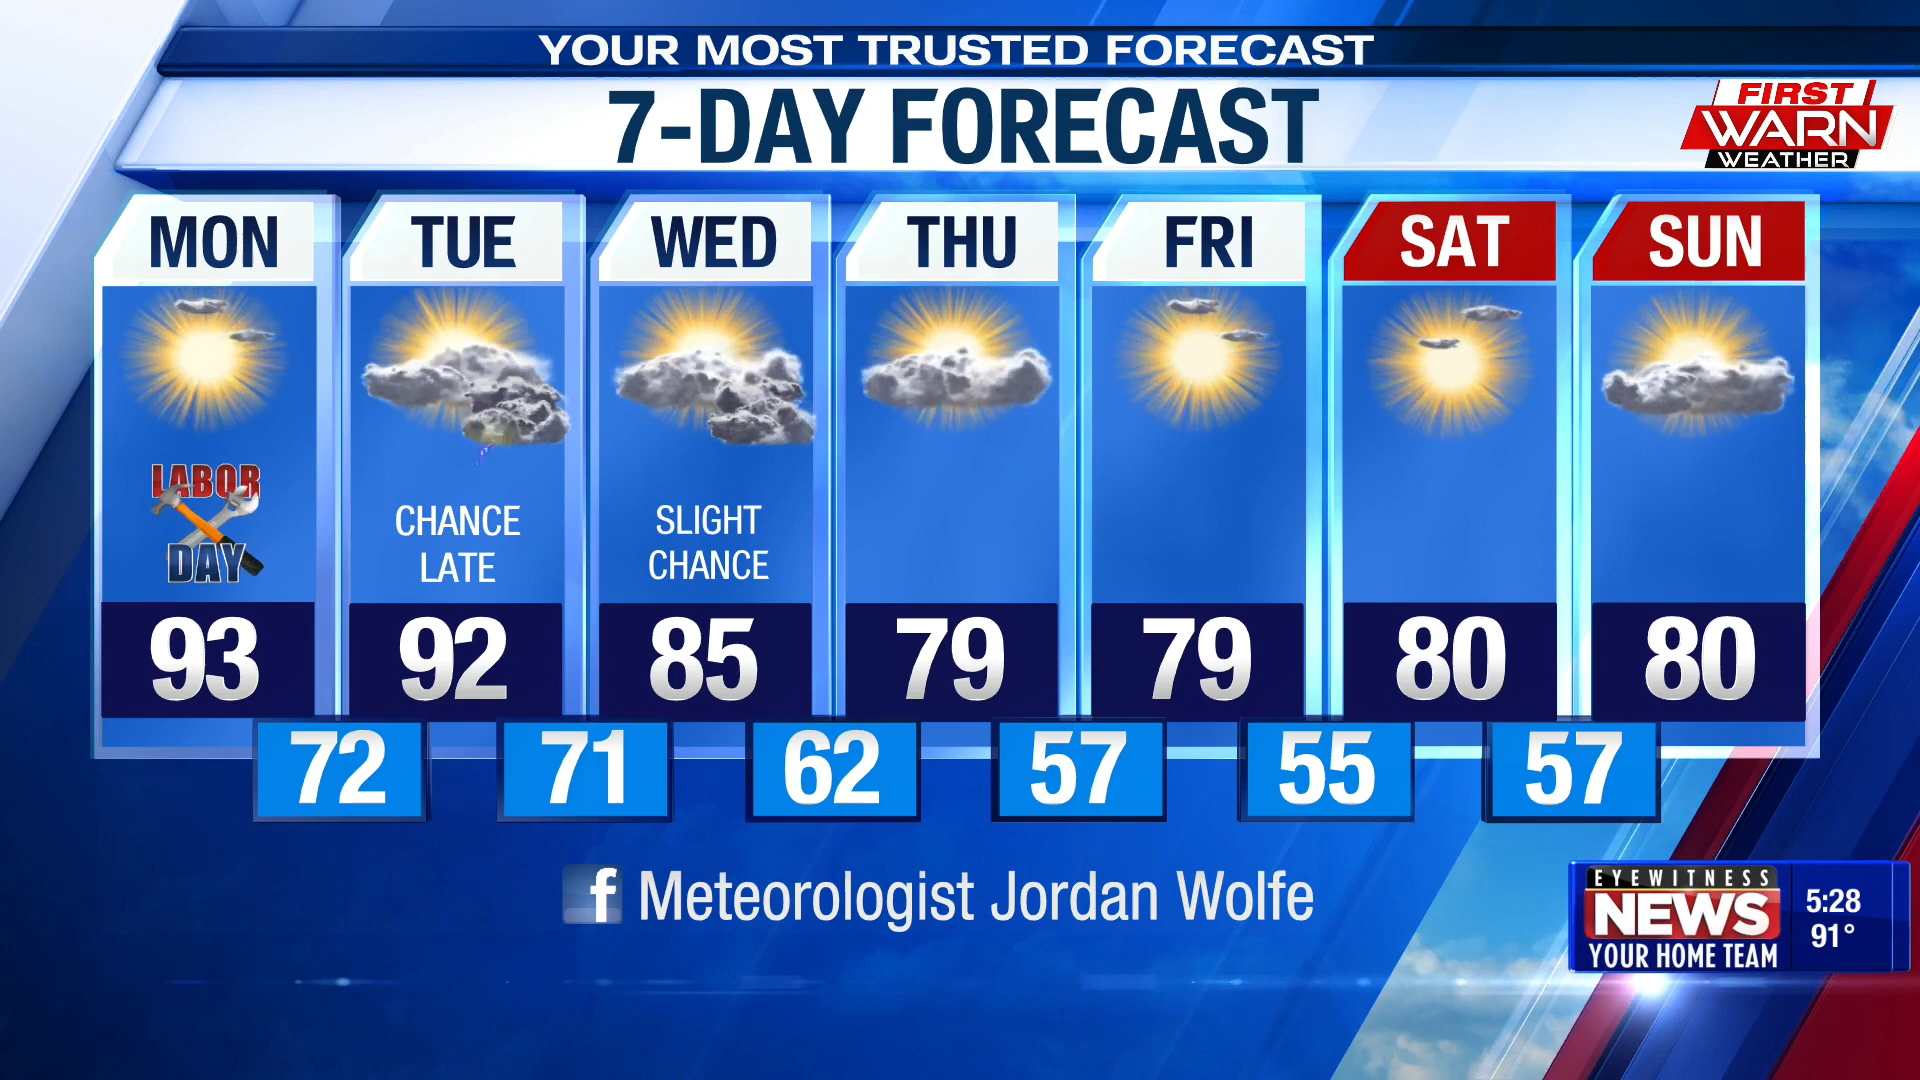 YOUR MOST TRUSTED FORECAST
7-DAY FORECAST
FIRST
WARN
WEATHER
MON TUE WED THU FRI SAT SUN
LABOR
DAY
CHANCE
LATE
SLIGHT
CHANCE
93 92 85 79 79 80 80
72 71 62 57 55 57
f Meteorologist Jordan Wolfe
EYEWITNESS
NEWS
YOUR HOME TEAM
5:28
91°